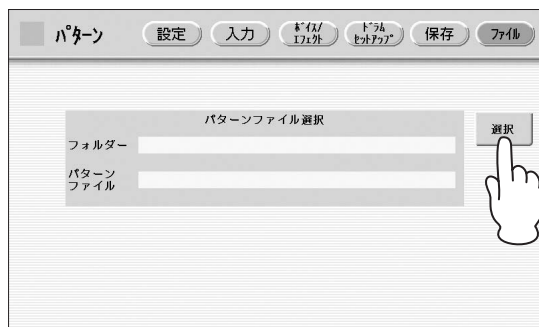 パターン 設定 入力 ボイス/エフェクト ドラムセットアップ 保存 ファイル
パターンファイル選択
選択
フォルダー
パターン
ファイル